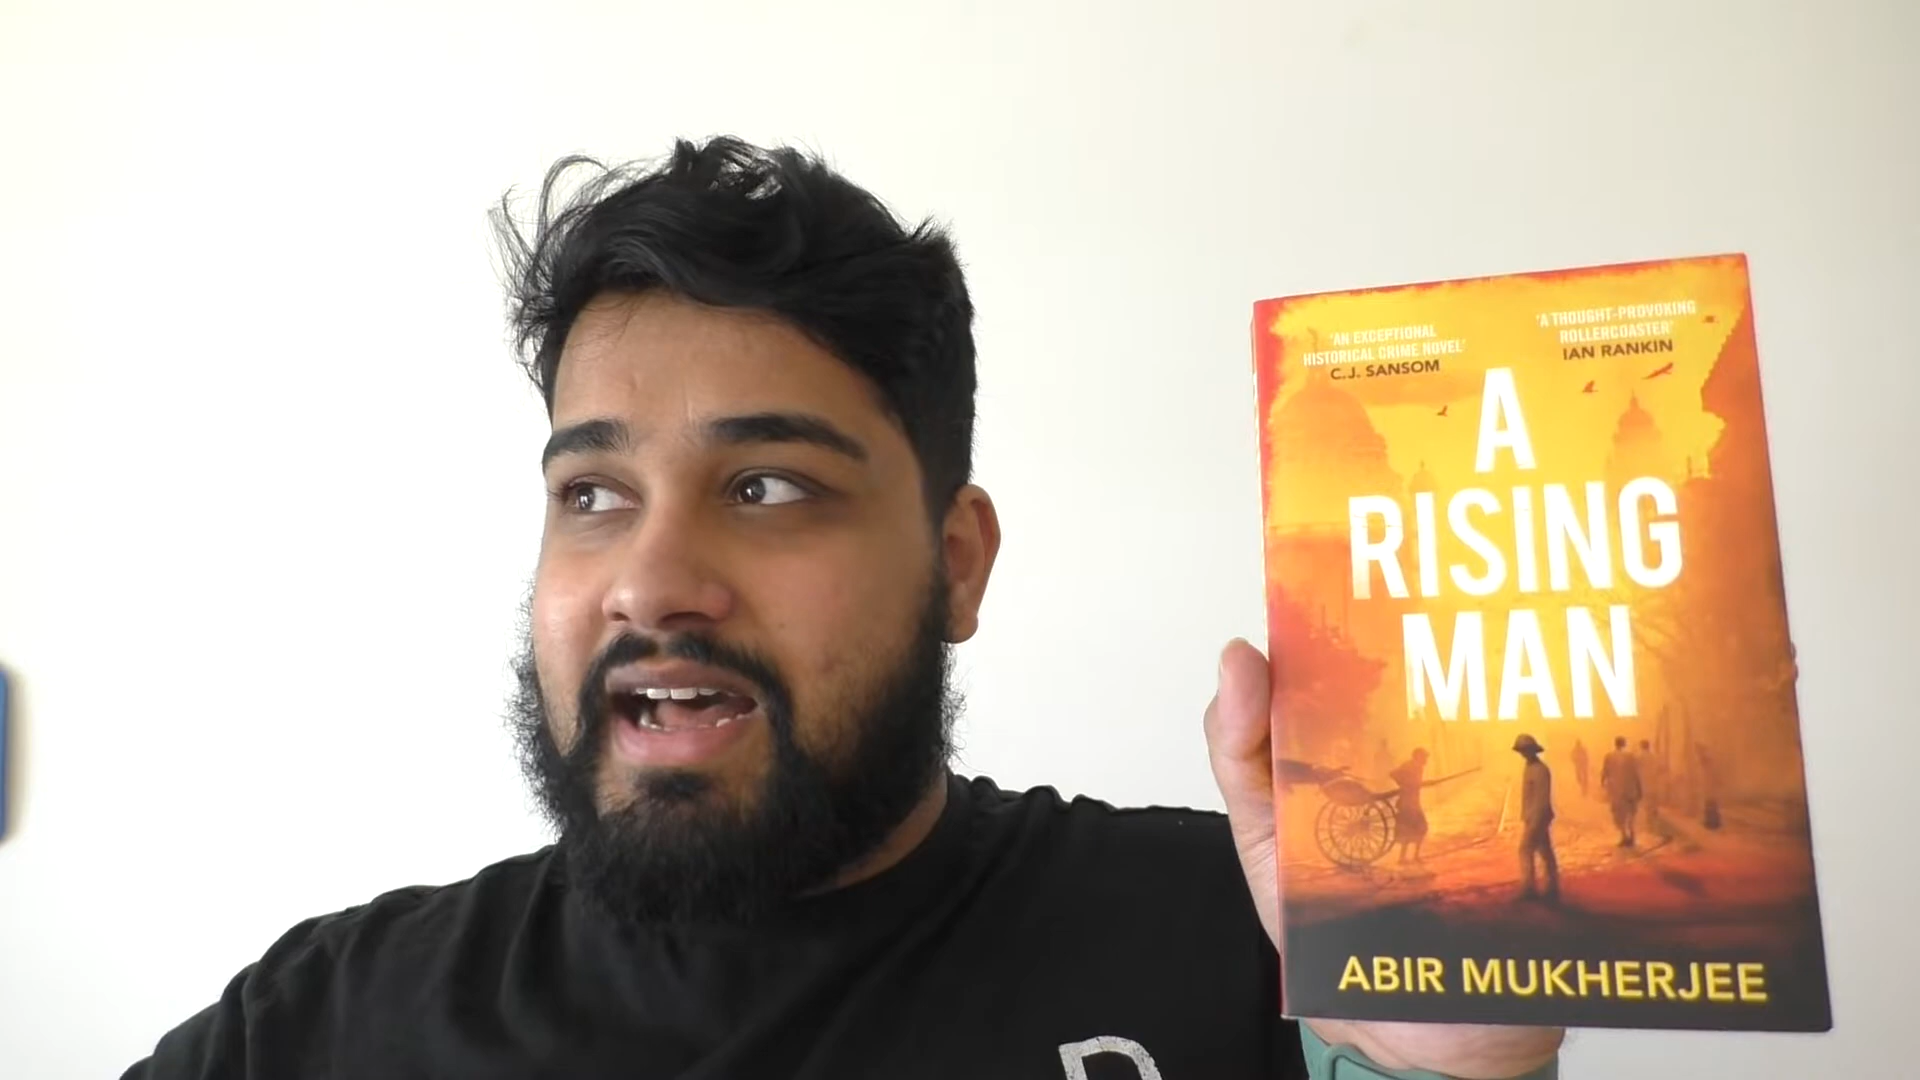 'AN EXCEPTIONAL
HISTORICAL CRIME NOVEL'
C.J. SANSOM
'A THOUGHT-PROVOKING
ROLLERCOASTER'
IAN RANKIN
A
RISING
MAN
ABIR MUKHERJEE
D